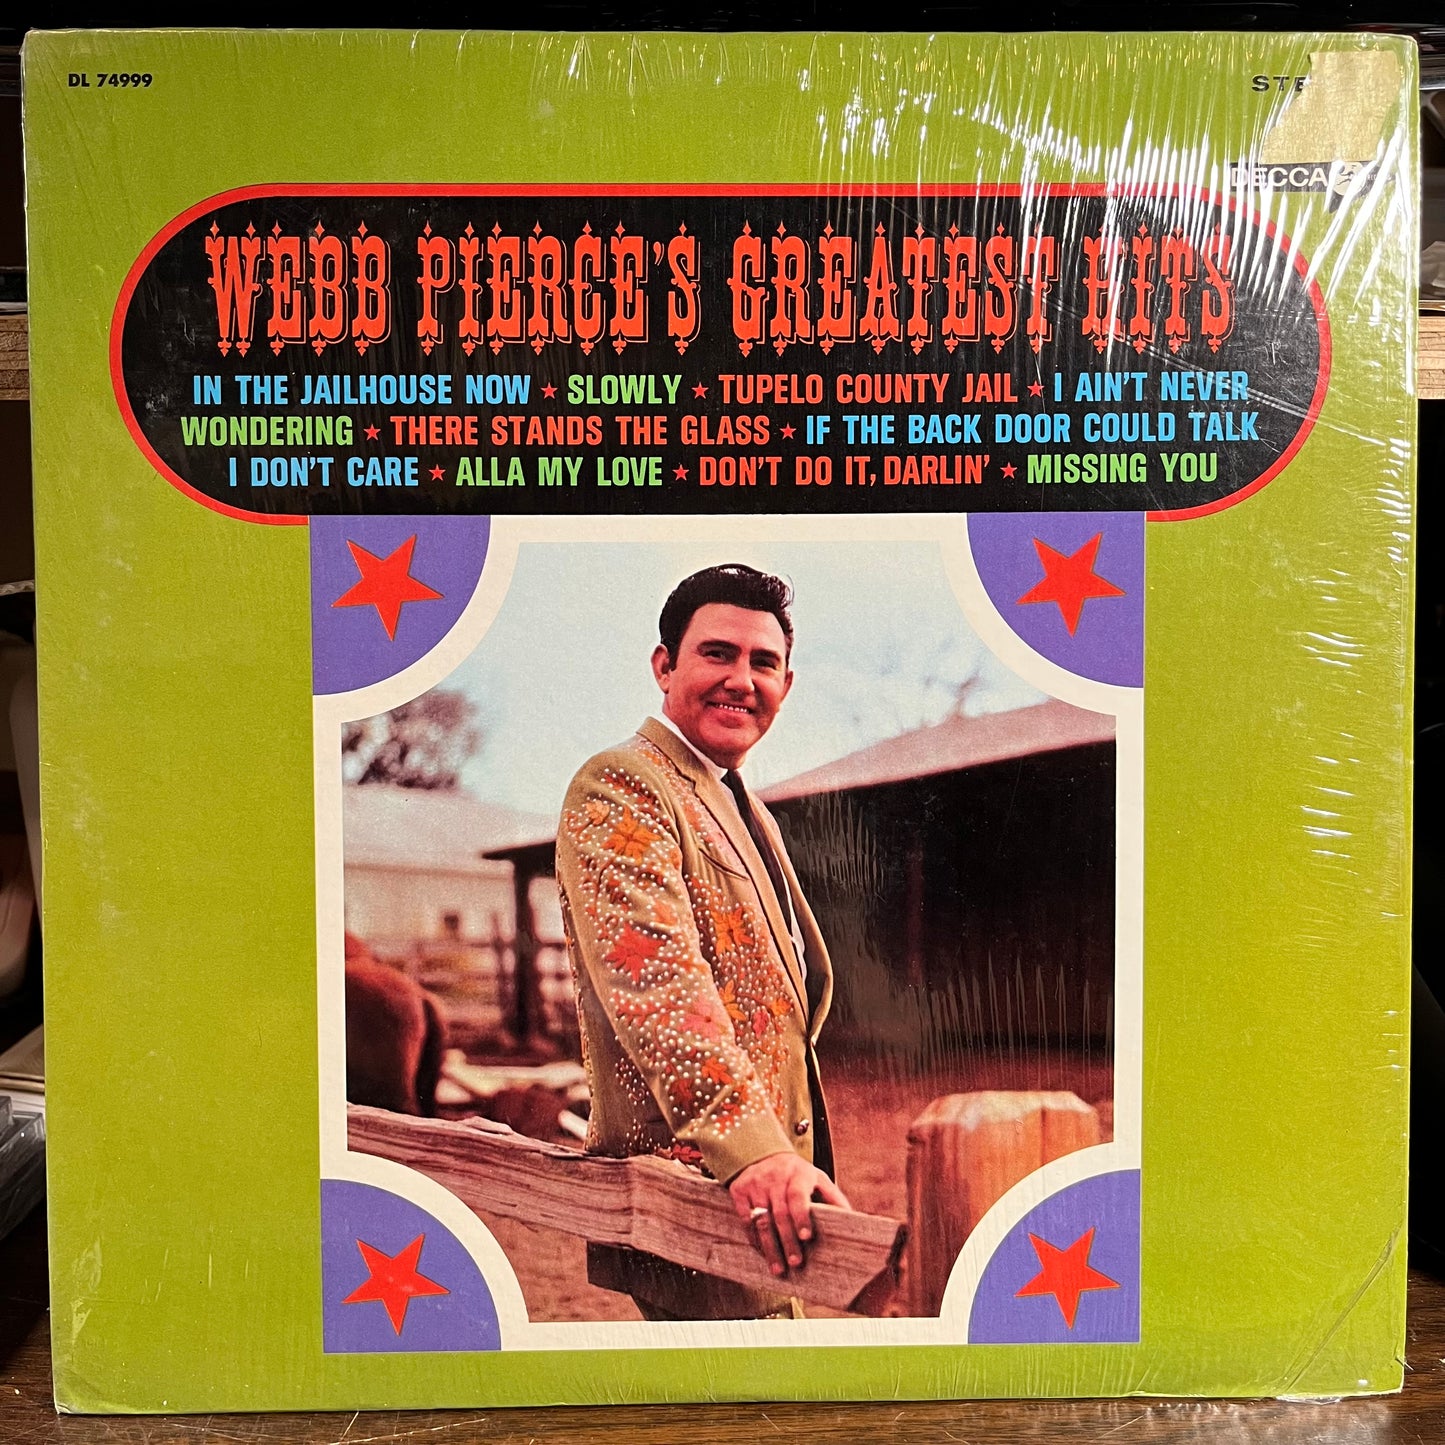 DL 74999
STE
DECCA
WEBB PIERCE'S GREATEST HITS
IN THE JAILHOUSE NOW ★ SLOWLY ★ TUPELO COUNTY JAIL ★ I AIN'T NEVER
WONDERING ★ THERE STANDS THE GLASS ★ IF THE BACK DOOR COULD TALK
I DON'T CARE ★ ALLA MY LOVE ★ DON'T DO IT, DARLIN' ★ MISSING YOU